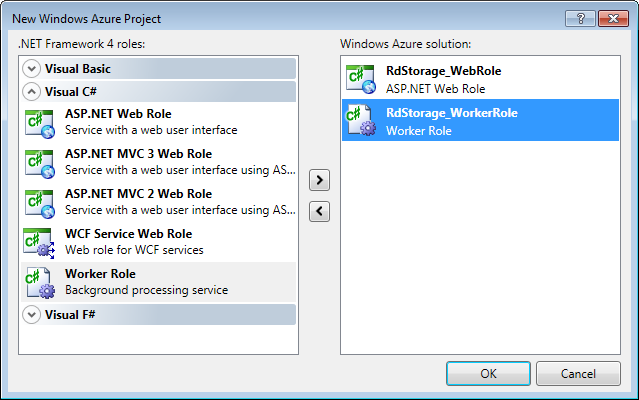 New Windows Azure Project
.NET Framework 4 roles:
Visual Basic
Visual C#
ASP.NET Web Role
Service with a web user interface
ASP.NET MVC 3 Web Role
Service with a web user interface using AS...
ASP.NET MVC 2 Web Role
Service with a web user interface using AS...
WCF Service Web Role
Web role for WCF services
Worker Role
Background processing service
Visual F#
Windows Azure solution:
RdStorage_WebRole
ASP.NET Web Role
RdStorage_WorkerRole
Worker Role
OK
Cancel